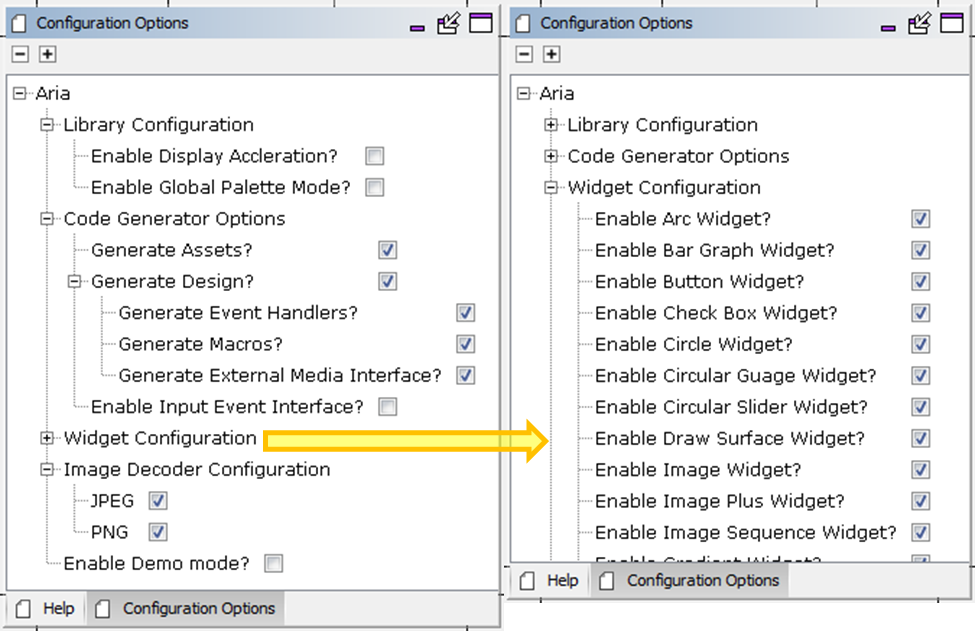 Configuration Options
Aria
Library Configuration
Enable Display Accleration?
Enable Global Palette Mode?
Code Generator Options
Generate Assets?
Generate Design?
Generate Event Handlers?
Generate Macros?
Generate External Media Interface?
Enable Input Event Interface?
Widget Configuration
Image Decoder Configuration
JPEG
PNG
Enable Demo mode?
Help
Configuration Options
Configuration Options
Aria
Library Configuration
Code Generator Options
Widget Configuration
Enable Arc Widget?
Enable Bar Graph Widget?
Enable Button Widget?
Enable Check Box Widget?
Enable Circle Widget?
Enable Circular Guage Widget?
Enable Circular Slider Widget?
Enable Draw Surface Widget?
Enable Image Widget?
Enable Image Plus Widget?
Enable Image Sequence Widget?
Enable Gradient Widget?
Help
Configuration Options